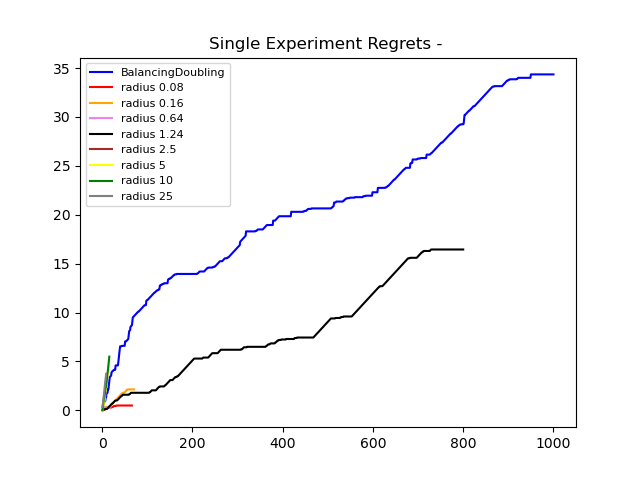 Single Experiment Regrets -
BalancingDoubling
radius 0.08
radius 0.16
radius 0.64
radius 1.24
radius 2.5
radius 5
radius 10
radius 25
35
30
25
20
15
10
5
0
0 200 400 600 800 1000